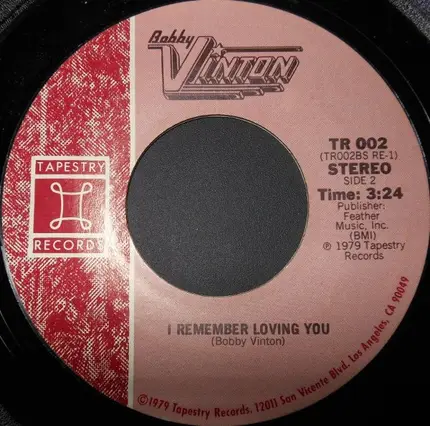 Bobby
VINTON
TR 002
(TR002BS RE-1)
STEREO
SIDE 2
Time: 3:24
Publisher:
Feather
Music, Inc.
(BMI)
℗ 1979 Tapestry
Records
TAPESTRY
RECORDS
I REMEMBER LOVING YOU
(Bobby Vinton)
©1979 Tapestry Records. 12011 San Vicente Blvd. Los Angeles, CA 90049